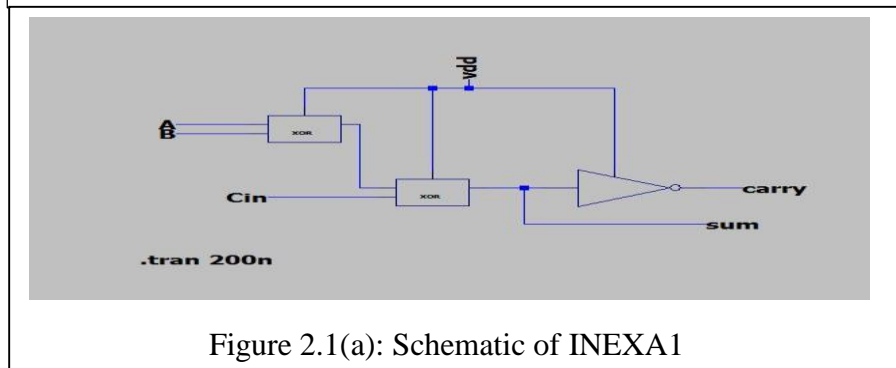 vdd
A
B
XOR
XOR
Cin
carry
sum
.tran 200n
Figure 2.1(a): Schematic of INEXA1